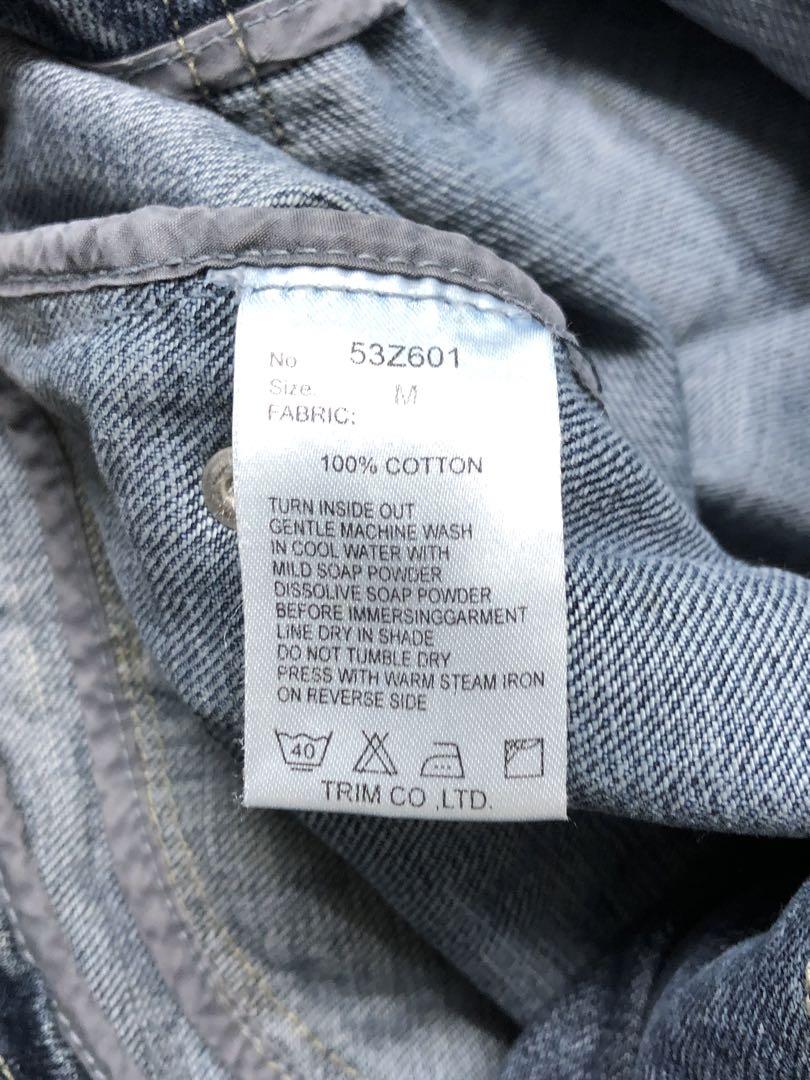 No 53Z601
Size. M
FABRIC:
100% COTTON
TURN INSIDE OUT
GENTLE MACHINE WASH
IN COOL WATER WITH
MILD SOAP POWDER
DISSOLIVE SOAP POWDER
BEFORE IMMERSINGGARMENT
LINE DRY IN SHADE
DO NOT TUMBLE DRY
PRESS WITH WARM STEAM IRON
ON REVERSE SIDE
40
TRIM CO ,LTD.